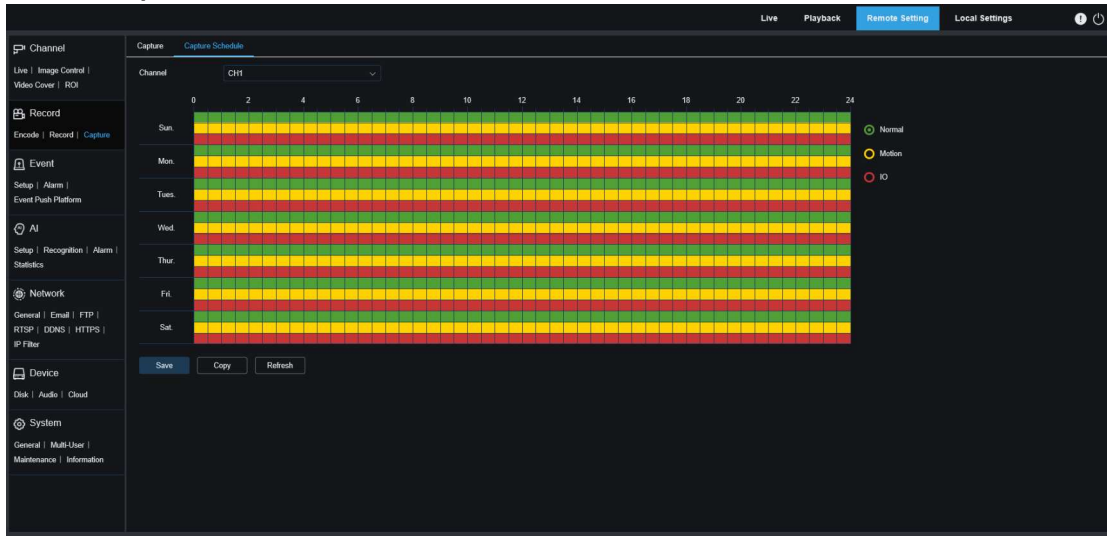 Live Playback Remote Setting Local Settings
Channel
Live | Image Control |
Video Cover | ROI
Record
Encode | Record | Capture
Event
Setup | Alarm |
Event Push Platform
AI
Setup | Recognition | Alarm |
Statistics
Network
General | Email | FTP |
RTSP | DDNS | HTTPS |
IP Filter
Device
Disk | Audio | Cloud
System
General | Multi-User |
Maintenance | Information
Capture Capture Schedule
Channel CH1
0 2 4 6 8 10 12 14 16 18 20 22 24
Sun.
Mon.
Tues.
Wed.
Thur.
Fri.
Sat.
Normal
Motion
IO
Save Copy Refresh